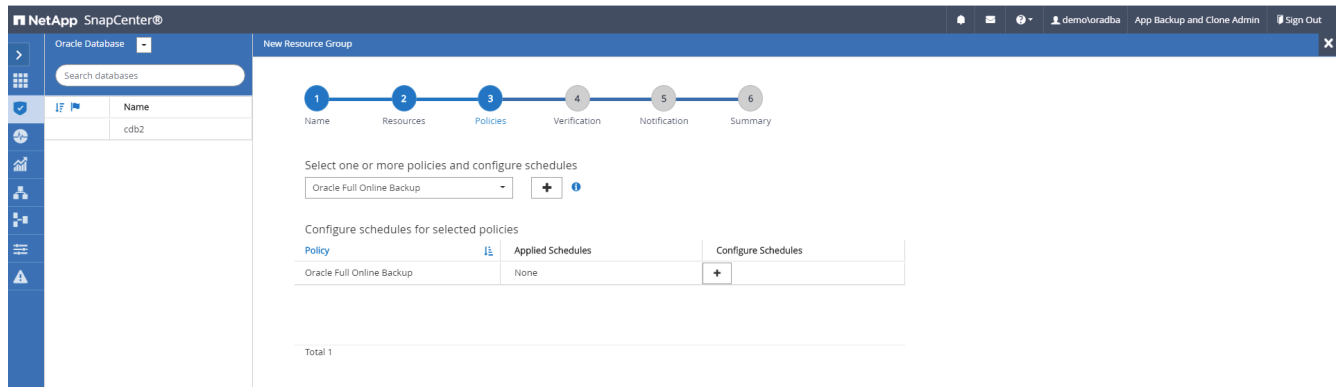 NetApp SnapCenter®
demo\oradba App Backup and Clone Admin Sign Out
Oracle Database
New Resource Group
Search databases
Name
cdb2
1 2 3 4 5 6
Name Resources Policies Verification Notification Summary
Select one or more policies and configure schedules
Oracle Full Online Backup
Configure schedules for selected policies
Policy Applied Schedules Configure Schedules
Oracle Full Online Backup None
Total 1